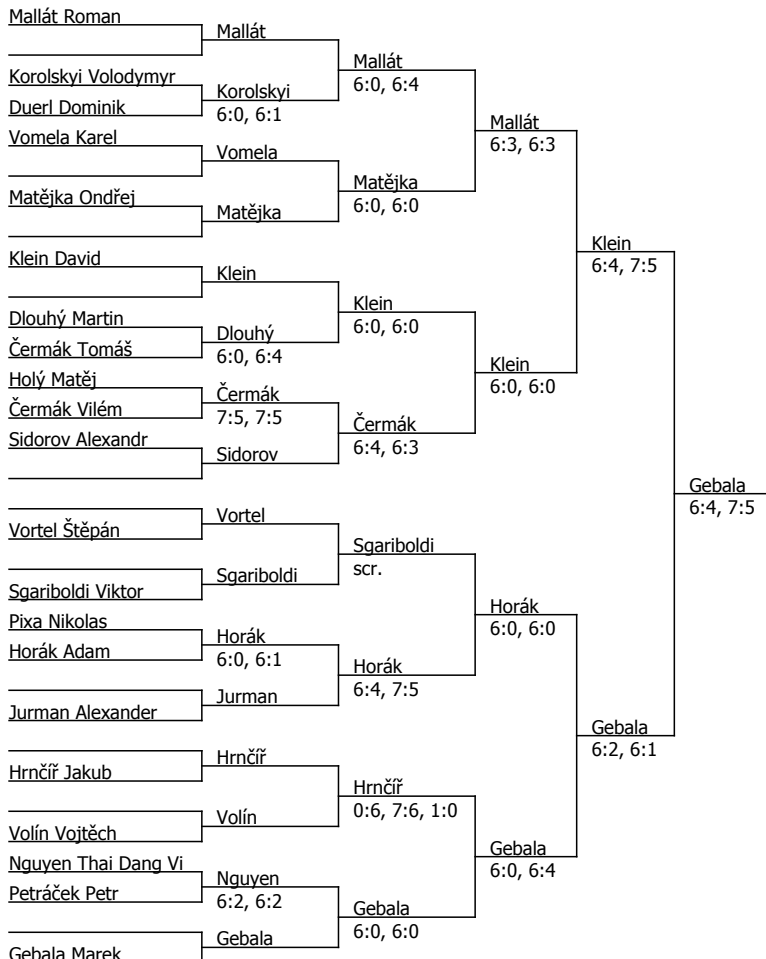 Mallát Roman
Korolskyi Volodymyr
Duerl Dominik
Vomela Karel
Matějka Ondřej
Klein David
Dlouhý Martin
Čermák Tomáš
Holý Matěj
Čermák Vilém
Sidorov Alexandr
Vortel Štěpán
Sgariboldi Viktor
Pixa Nikolas
Horák Adam
Jurman Alexander
Hrnčíř Jakub
Volín Vojtěch
Nguyen Thai Dang Vi
Petráček Petr
Gebala Marek
Mallát
Korolskyi
6:0, 6:1
Vomela
Matějka
Klein
Dlouhý
6:0, 6:4
Čermák
7:5, 7:5
Sidorov
Vortel
Sgariboldi
Horák
6:0, 6:1
Jurman
Hrnčíř
Volín
Nguyen
6:2, 6:2
Gebala
Mallát
6:0, 6:4
Matějka
6:0, 6:0
Klein
6:0, 6:0
Čermák
6:4, 6:3
Sgariboldi
scr.
Horák
6:4, 7:5
Hrnčíř
0:6, 7:6, 1:0
Gebala
6:0, 6:0
Mallát
6:3, 6:3
Klein
6:0, 6:0
Horák
6:0, 6:0
Gebala
6:0, 6:4
Klein
6:4, 7:5
Gebala
6:2, 6:1
Gebala
6:4, 7:5